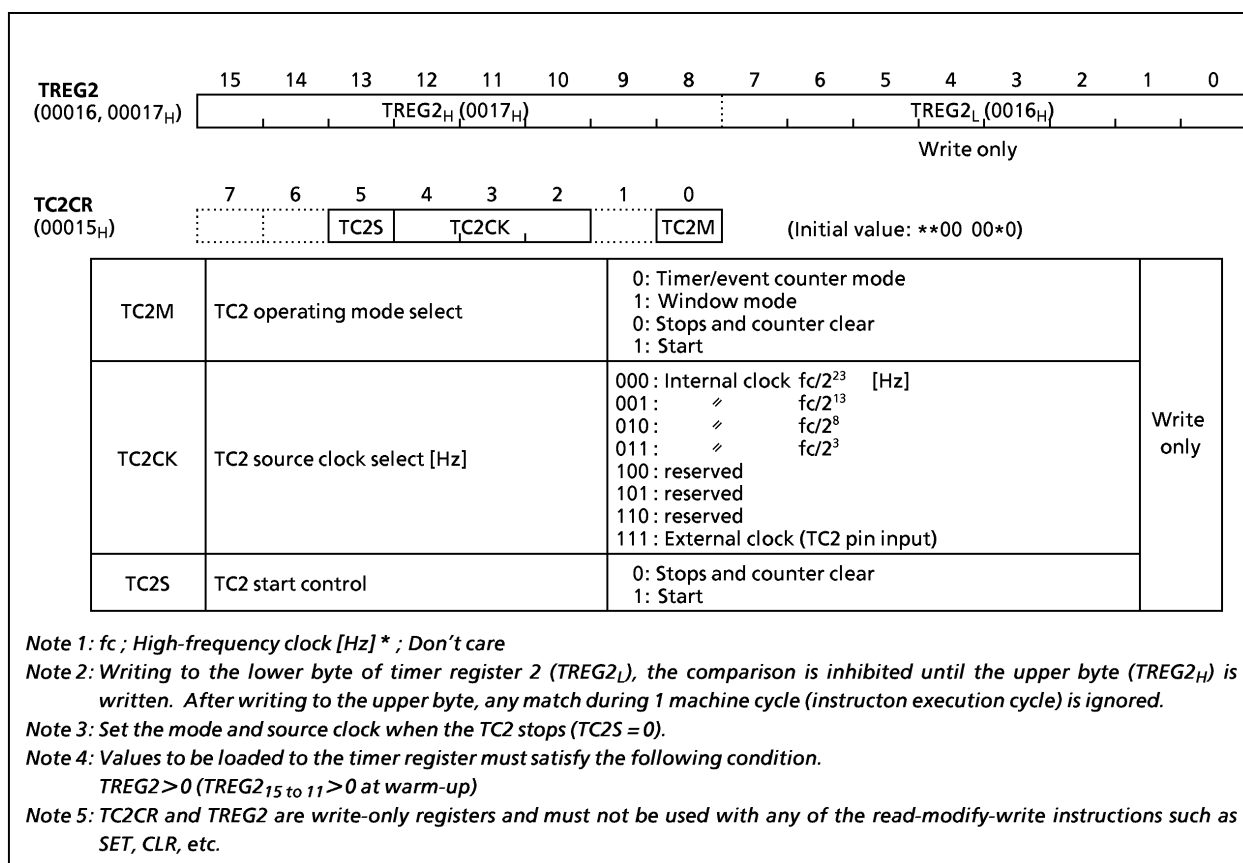 15 14 13 12 11 10 9 8 7 6 5 4 3 2 1 0
TREG2
(00016, 00017H)
TREG2H (0017H) TREG2L (0016H)
Write only
7 6 5 4 3 2 1 0
TC2CR
(00015H)
TC2S TC2CK TC2M (Initial value: **00 00*0)
TC2M TC2 operating mode select
0: Timer/event counter mode
1: Window mode
0: Stops and counter clear
1: Start
TC2CK TC2 source clock select [Hz]
000 : Internal clock fc/2²³ [Hz]
001 : 〃 fc/2¹³
010 : 〃 fc/2⁸
011 : 〃 fc/2³
100 : reserved
101 : reserved
110 : reserved
111 : External clock (TC2 pin input)
TC2S TC2 start control
0: Stops and counter clear
1: Start
Write
only
Note 1: fc ; High-frequency clock [Hz] * ; Don't care
Note 2: Writing to the lower byte of timer register 2 (TREG2L), the comparison is inhibited until the upper byte (TREG2H) is
written. After writing to the upper byte, any match during 1 machine cycle (instructon execution cycle) is ignored.
Note 3: Set the mode and source clock when the TC2 stops (TC2S = 0).
Note 4: Values to be loaded to the timer register must satisfy the following condition.
TREG2>0 (TREG215 to 11>0 at warm-up)
Note 5: TC2CR and TREG2 are write-only registers and must not be used with any of the read-modify-write instructions such as
SET, CLR, etc.